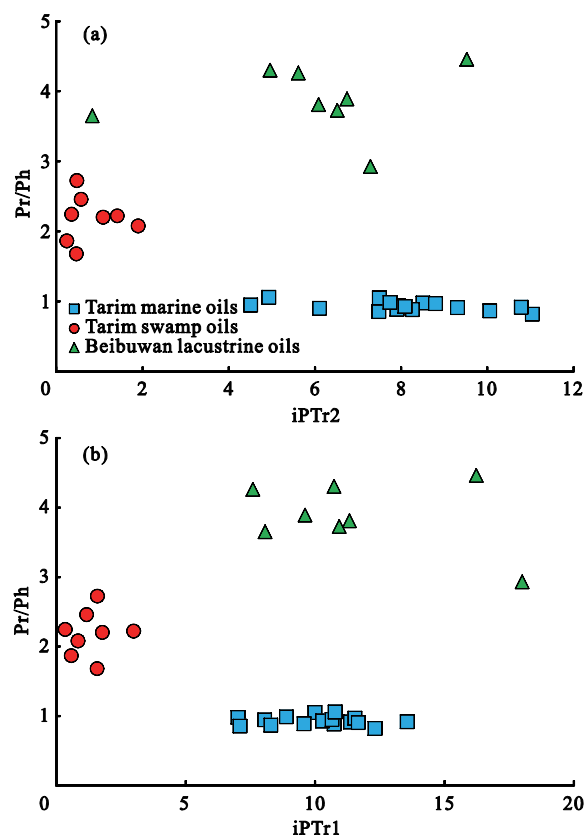 5
(a)
4
3
Pr/Ph
2
1
Tarim marine oils
Tarim swamp oils
Beibuwan lacustrine oils
0 2 4 6 8 10 12
iPTr2
5
(b)
4
3
Pr/Ph
2
1
0 5 10 15 20
iPTr1